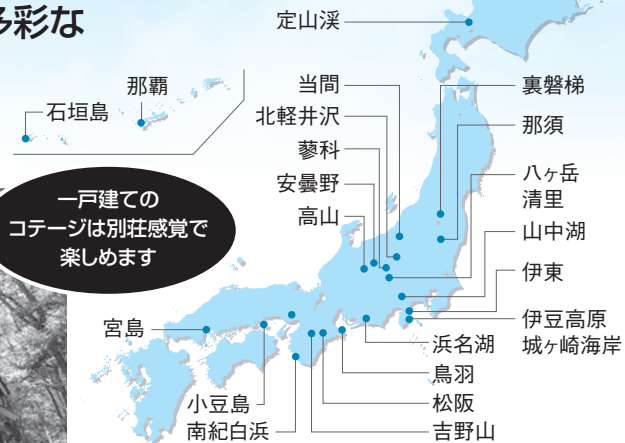 多彩な
定山渓
那覇
石垣島
当間
北軽井沢
蓼科
安曇野
高山
裏磐梯
那須
八ヶ岳
清里
山中湖
伊東
伊豆高原
城ヶ崎海岸
一戸建ての
コテージは別荘感覚で
楽しめます
宮島
小豆島
南紀白浜
浜名湖
鳥羽
松阪
吉野山